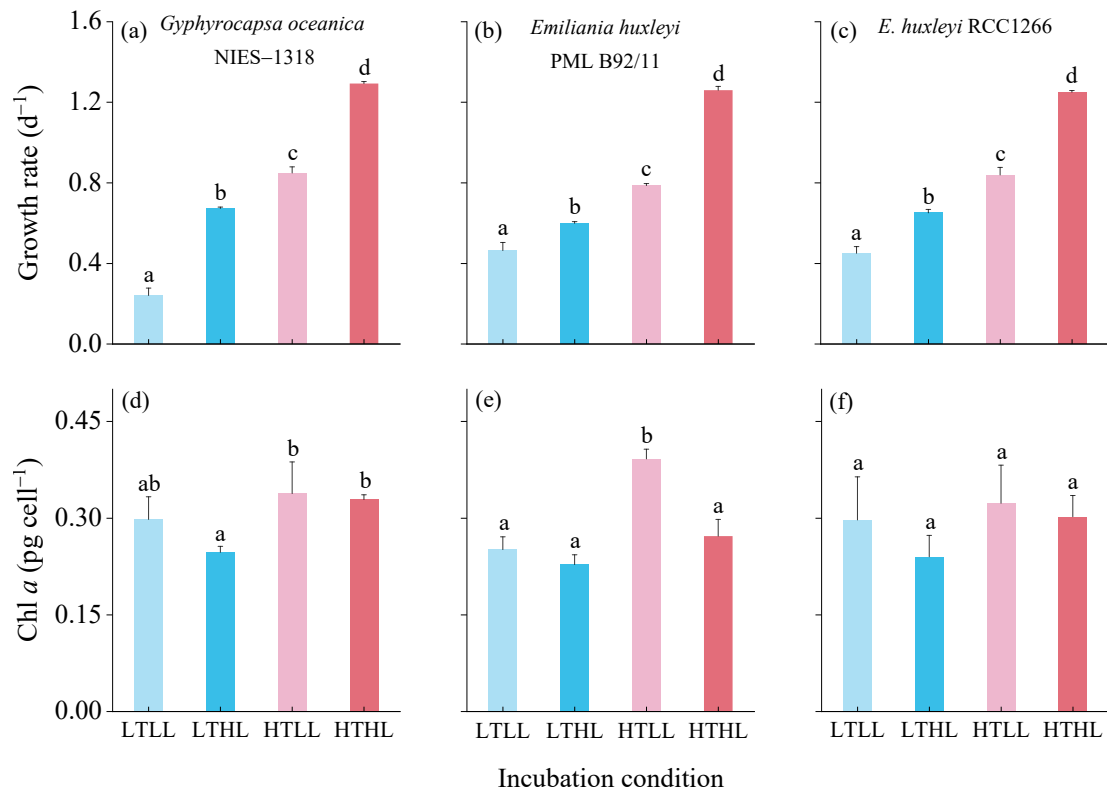 (a) Gyphyrocapsa oceanica
NIES–1318
(b) Emiliania huxleyi
PML B92/11
(c) E. huxleyi RCC1266
Growth rate (d⁻¹)
1.6
1.2
0.8
0.4
0.0
a
b
c
d
a
b
c
d
a
b
c
d
(d)
(e)
(f)
Chl a (pg cell⁻¹)
0.45
0.30
0.15
0.00
ab
a
b
b
a
a
b
a
a
a
a
a
LTLL LTHL HTLL HTHL
LTLL LTHL HTLL HTHL
LTLL LTHL HTLL HTHL
Incubation condition